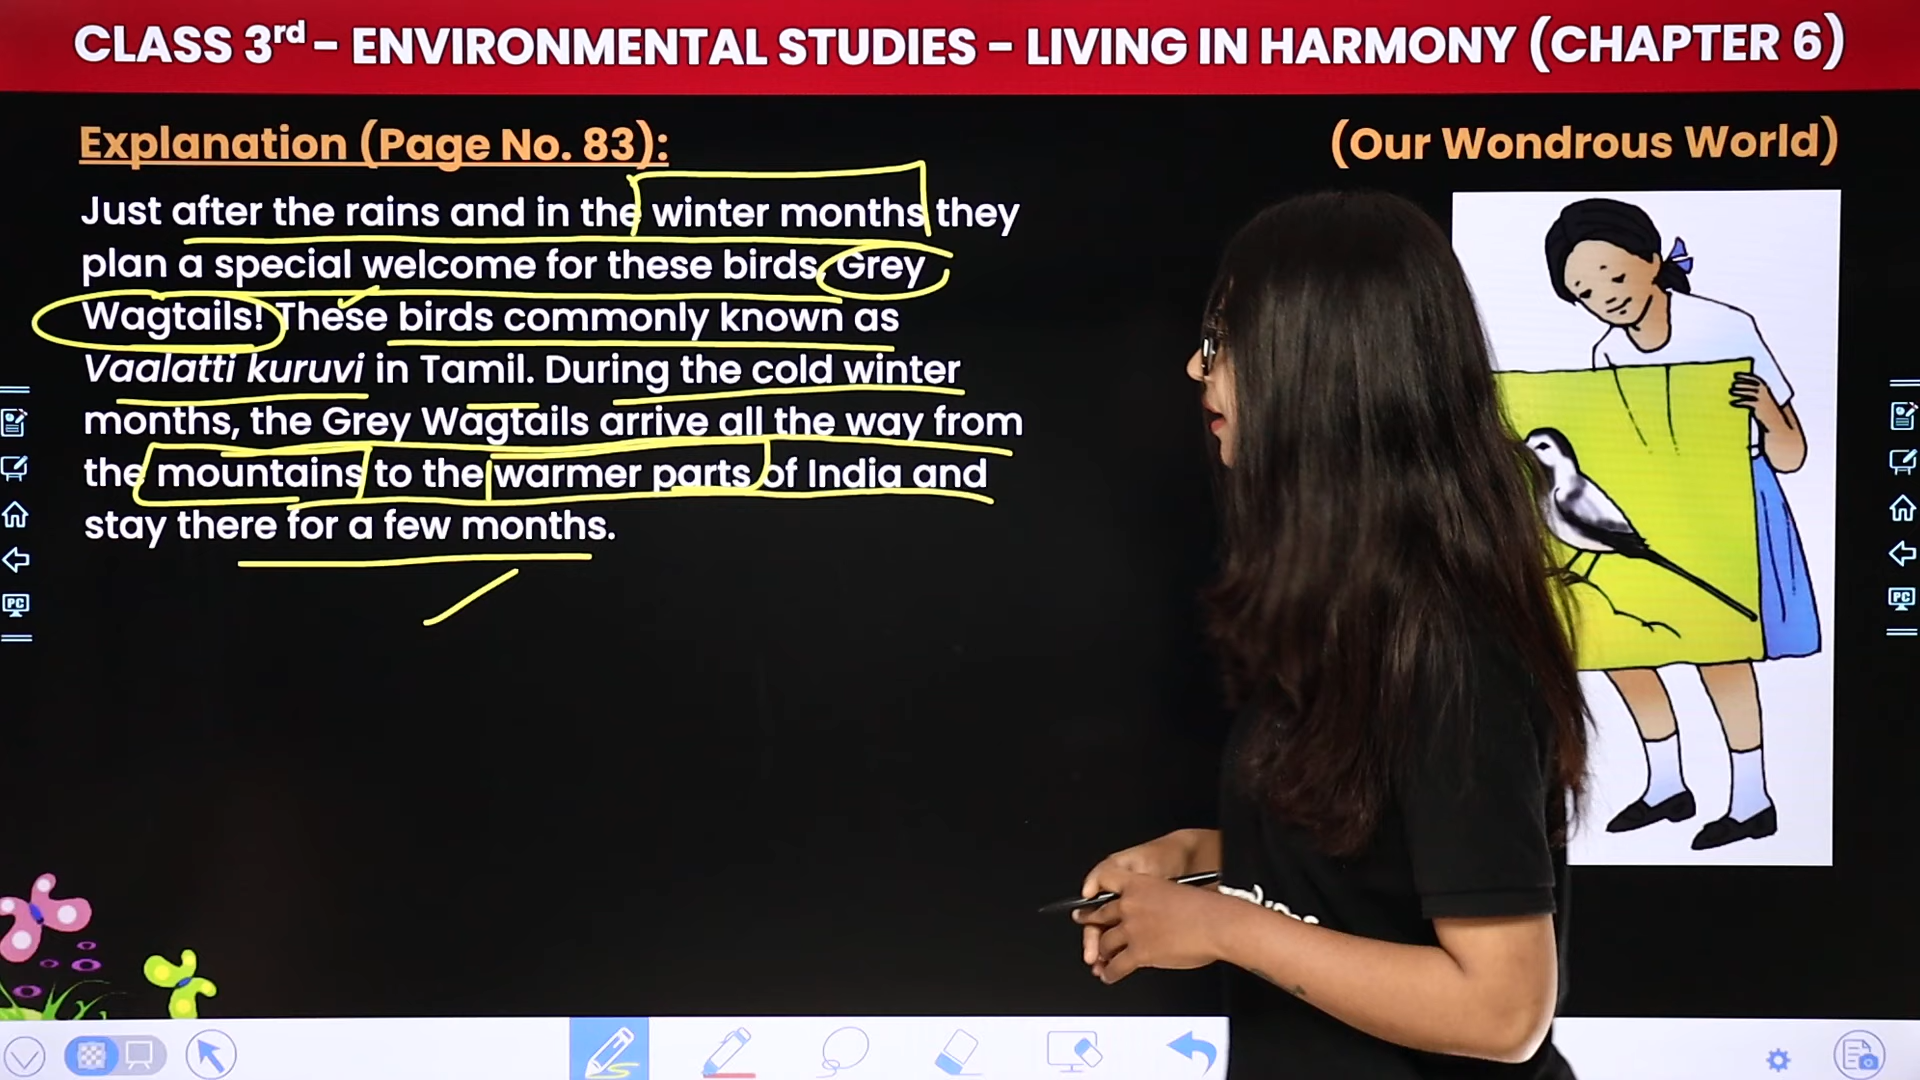 CLASS 3rd - ENVIRONMENTAL STUDIES - LIVING IN HARMONY (CHAPTER 6)
Explanation (Page No. 83):
(Our Wondrous World)
Just after the rains and in the winter months they
plan a special welcome for these birds, Grey
Wagtails! These birds commonly known as
Vaalatti kuruvi in Tamil. During the cold winter
months, the Grey Wagtails arrive all the way from
the mountains to the warmer parts of India and
stay there for a few months.
PC
PC